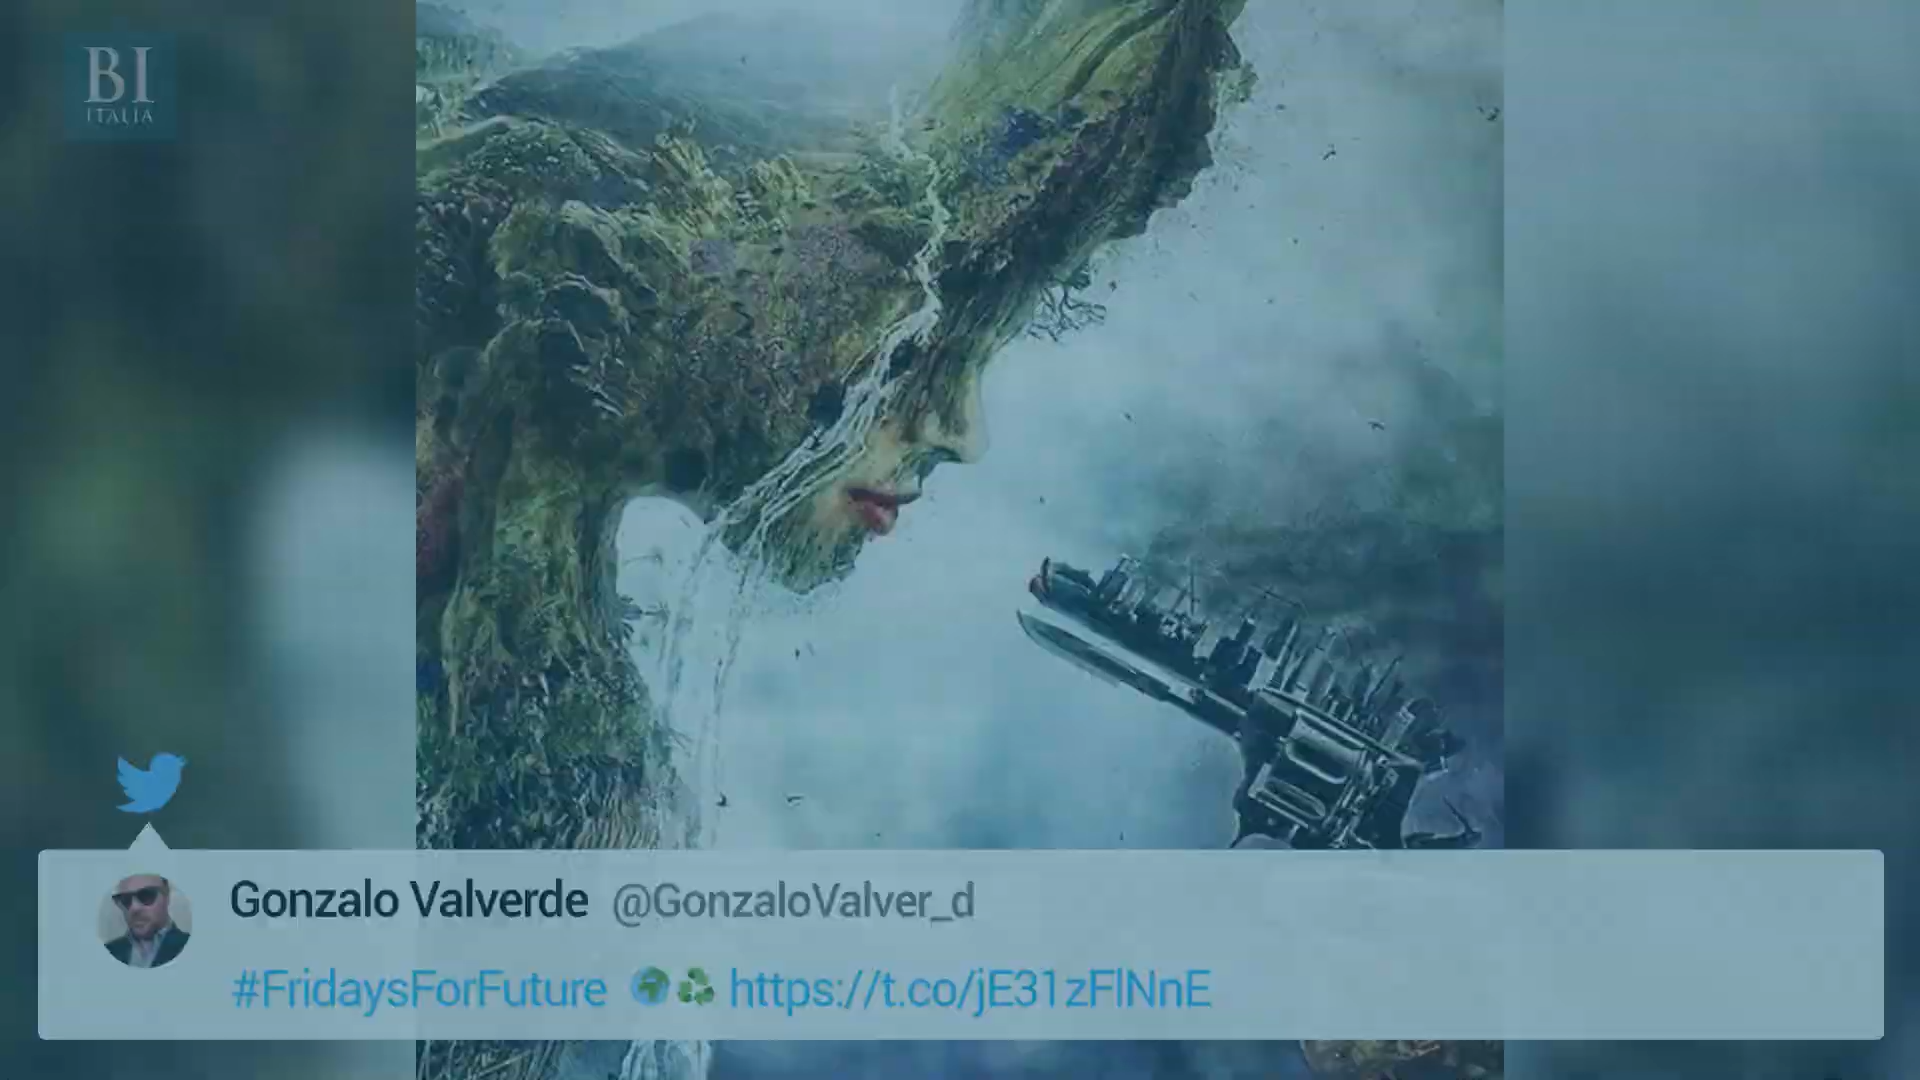 BI
ITALIA
Gonzalo Valverde @GonzaloValver_d
#FridaysForFuture 🌍♻ https://t.co/jE31zFlNnE